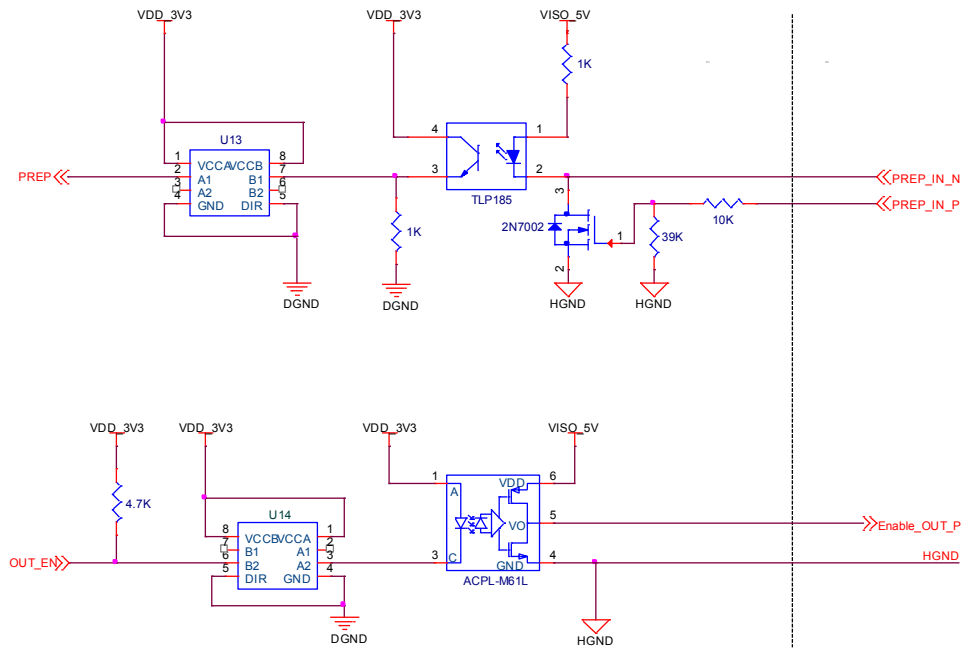 VDD_3V3 VDD_3V3 VISO_5V
1K
U13
4 1
1 VCCA VCCB 8
PREP 2 A1 B1 7 3 2 PREP_IN_N
3 A2 B2 6
4 GND DIR 5 TLP185 3 PREP_IN_P
1K 2N7002 1 39K 10K
2
DGND DGND HGND HGND
VDD_3V3 VDD_3V3 VDD_3V3 VISO_5V
4.7K
1 A VDD 6
U14
8 VCCB VCCA 1 VO 5 Enable_OUT_P
7 B1 A1 2
OUT_EN 6 B2 A2 3 3 C GND 4 HGND
5 DIR GND 4
ACPL-M61L
DGND HGND